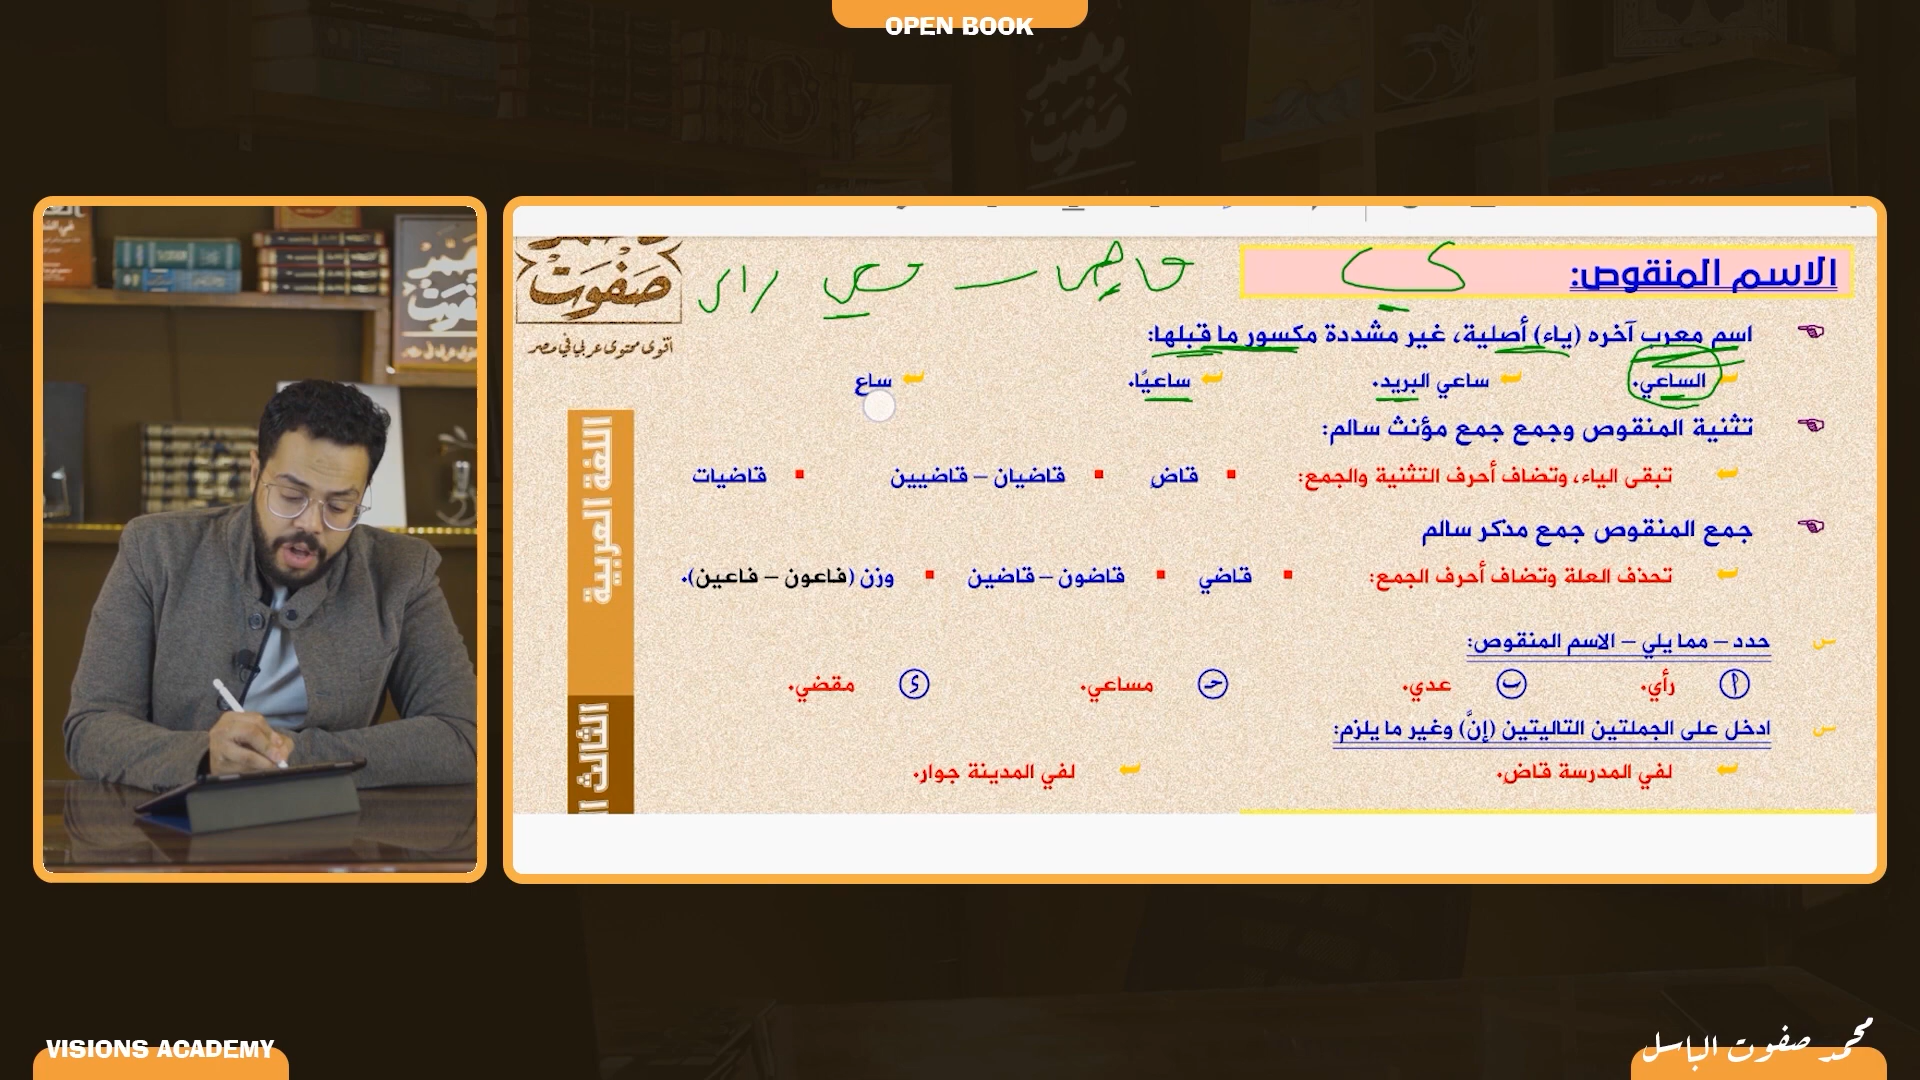 OPEN BOOK
الاسم المنقوص:
صفوت
أقوى محتوى عربي في مصر
اسم معرب آخره (ياء) أصلية، غير مشددة مكسور ما قبلها:
الساعي. ساعي البريد. ساعيًا. ساع
تثنية المنقوص وجمع جمع مؤنث سالم:
تبقى الياء، وتضاف أحرف التثنية والجمع: قاضٍ قاضيان – قاضيين قاضيات
جمع المنقوص جمع مذكر سالم
تحذف العلة وتضاف أحرف الجمع: قاضي قاضون – قاضين وزن (فاعون – فاعين).
س حدد – مما يلي – الاسم المنقوص:
أ رأي. ب عدي. حـ مساعي. د مقضي.
س ادخل على الجملتين التاليتين (إنَّ) وغير ما يلزم:
لفي المدرسة قاض. لفي المدينة جوار.
اللغة العربية
الثالث
VISIONS ACADEMY
محمد صفوت الباسل